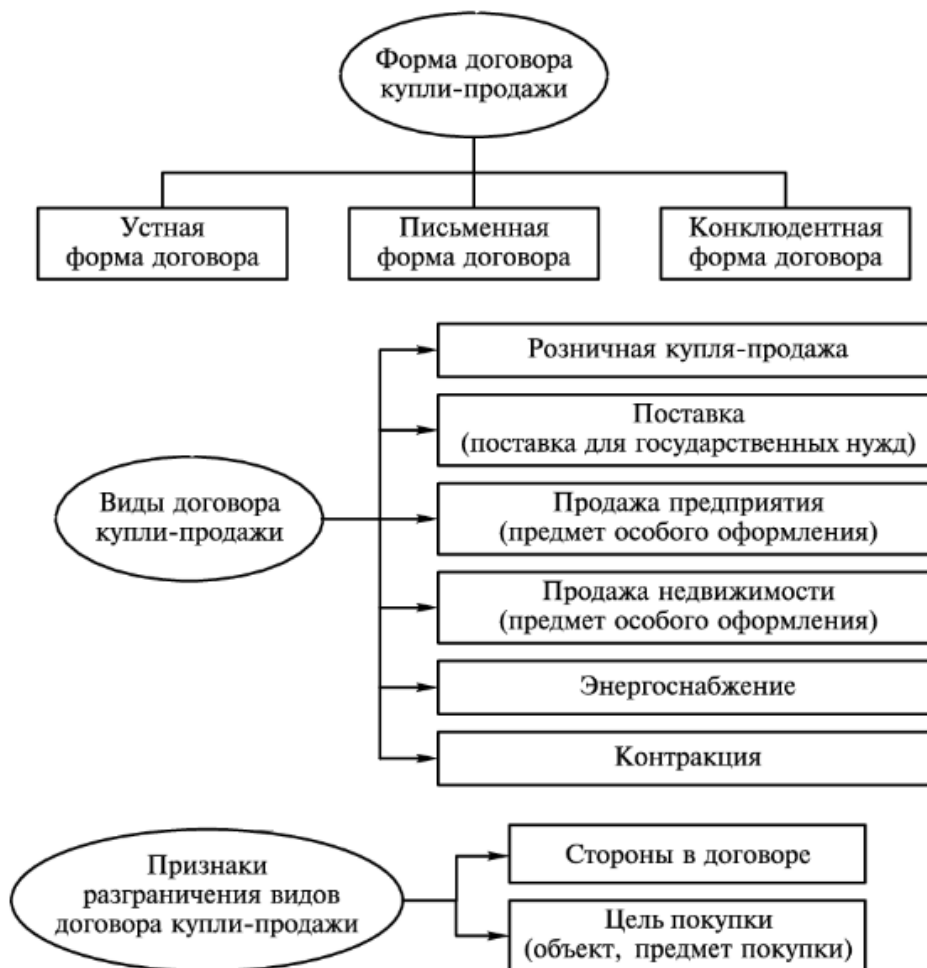 Форма договора
купли-продажи
Устная
форма договора
Письменная
форма договора
Конклюдентная
форма договора
Розничная купля-продажа
Поставка
(поставка для государственных нужд)
Виды договора
купли-продажи
Продажа предприятия
(предмет особого оформления)
Продажа недвижимости
(предмет особого оформления)
Энергоснабжение
Контракция
Признаки
разграничения видов
договора купли-продажи
Стороны в договоре
Цель покупки
(объект, предмет покупки)